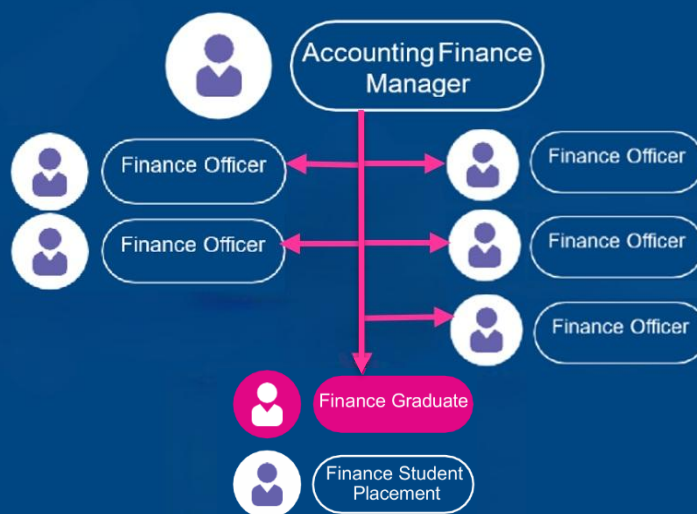 Accounting Finance
Manager
Finance Officer
Finance Officer
Finance Officer
Finance Officer
Finance Officer
Finance Graduate
Finance Student
Placement